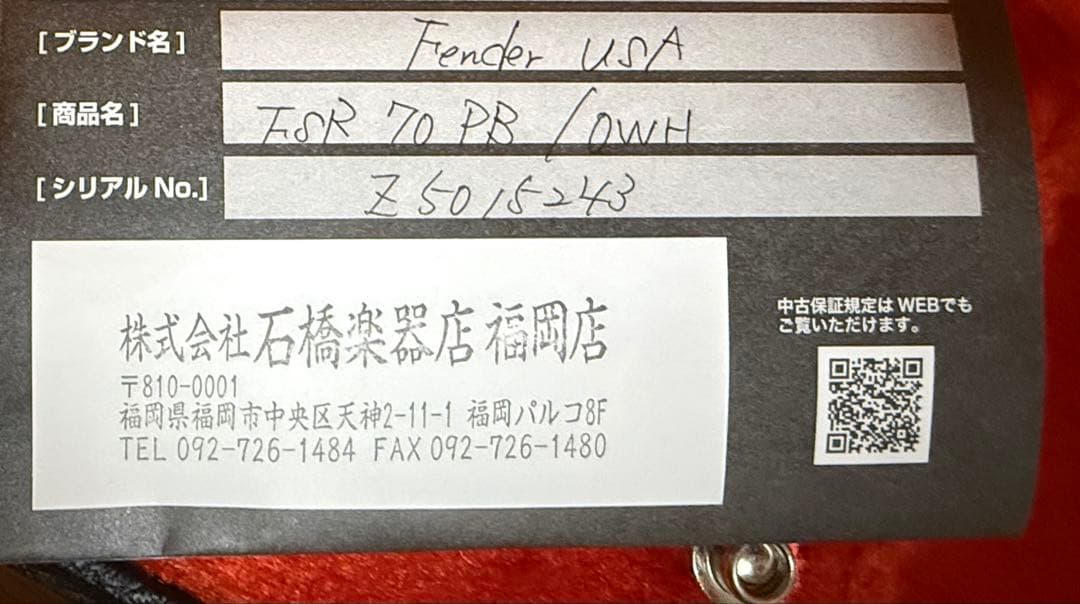 [ブランド名] Fender USA
[商品名] FSR 70 PB / OWH
[シリアル No.] Z5015243
株式会社石橋楽器店 福岡店
〒810-0001
福岡県福岡市中央区天神2-11-1 福岡パルコ8F
TEL 092-726-1484 FAX 092-726-1480
中古保証規定は WEBでも
ご覧いただけます。